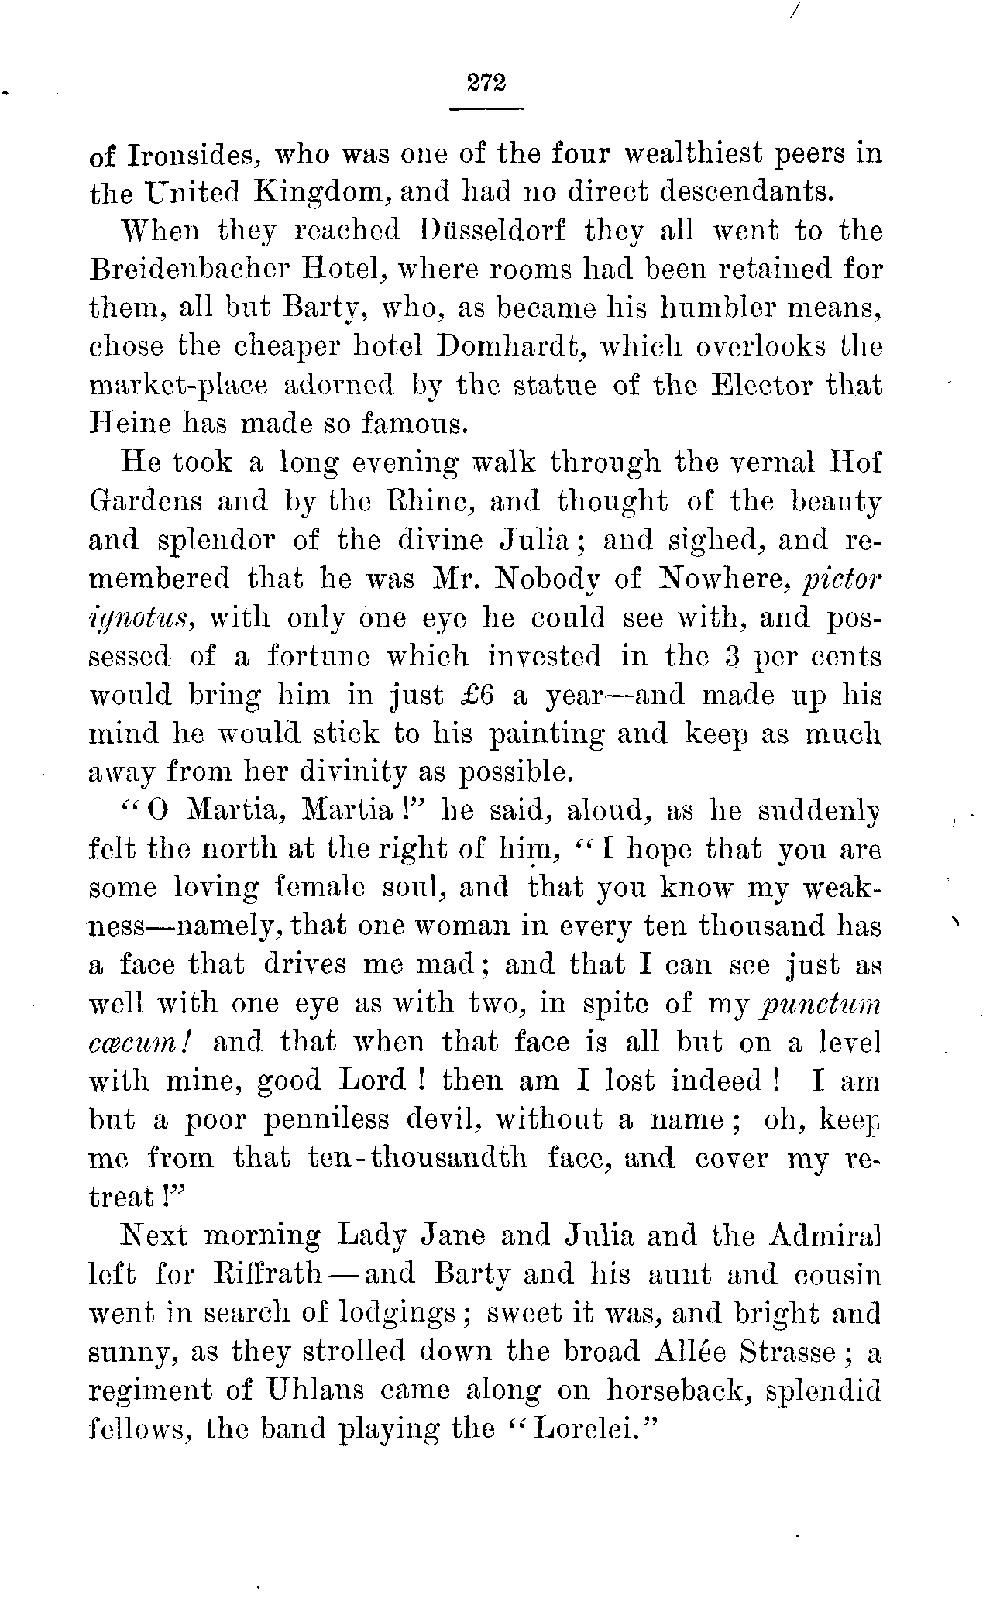 272
of Ironsides, who was one of the four wealthiest peers in
the United Kingdom, and had no direct descendants.
When they reached Düsseldorf they all went to the
Breidenbacher Hotel, where rooms had been retained for
them, all but Barty, who, as became his humbler means,
chose the cheaper hotel Domhardt, which overlooks the
market-place adorned by the statue of the Elector that
Heine has made so famous.
He took a long evening walk through the vernal Hof
Gardens and by the Rhine, and thought of the beauty
and splendor of the divine Julia; and sighed, and re-
membered that he was Mr. Nobody of Nowhere, pictor
ignotus, with only one eye he could see with, and pos-
sessed of a fortune which invested in the 3 per cents
would bring him in just £6 a year—and made up his
mind he would stick to his painting and keep as much
away from her divinity as possible.
"O Martia, Martia!" he said, aloud, as he suddenly
felt the north at the right of him, "I hope that you are
some loving female soul, and that you know my weak-
ness—namely, that one woman in every ten thousand has
a face that drives me mad; and that I can see just as
well with one eye as with two, in spite of my punctum
cæcum! and that when that face is all but on a level
with mine, good Lord! then am I lost indeed! I am
but a poor penniless devil, without a name; oh, keep
me from that ten-thousandth face, and cover my re-
treat!"
Next morning Lady Jane and Julia and the Admiral
left for Riffrath—and Barty and his aunt and cousin
went in search of lodgings; sweet it was, and bright and
sunny, as they strolled down the broad Allée Strasse; a
regiment of Uhlans came along on horseback, splendid
fellows, the band playing the "Lorelei."